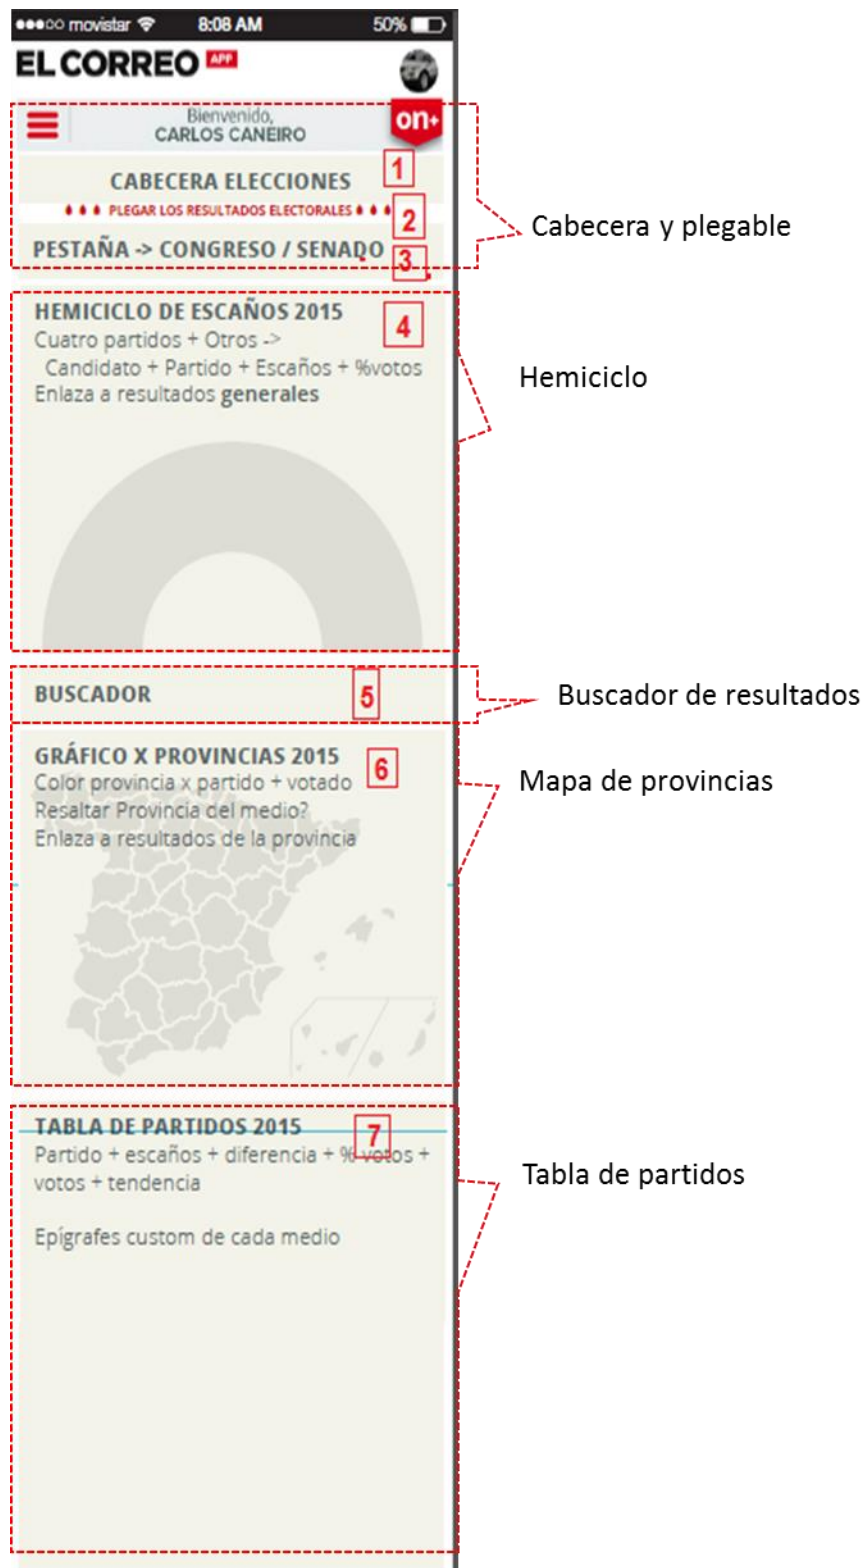 movistar 8:08 AM 50%
EL CORREO APP
Bienvenido,
CARLOS CANEIRO
on+
CABECERA ELECCIONES
1
PLEGAR LOS RESULTADOS ELECTORALES
2
Cabecera y plegable
PESTAÑA -> CONGRESO / SENADO
3
HEMICICLO DE ESCAÑOS 2015
4
Cuatro partidos + Otros ->
Candidato + Partido + Escaños + %votos
Enlaza a resultados generales
Hemiciclo
BUSCADOR
5
Buscador de resultados
GRÁFICO X PROVINCIAS 2015
6
Color provincia x partido + votado
Resaltar Provincia del medio?
Enlaza a resultados de la provincia
Mapa de provincias
TABLA DE PARTIDOS 2015
7
Partido + escaños + diferencia + % votos +
votos + tendencia
Epígrafes custom de cada medio
Tabla de partidos